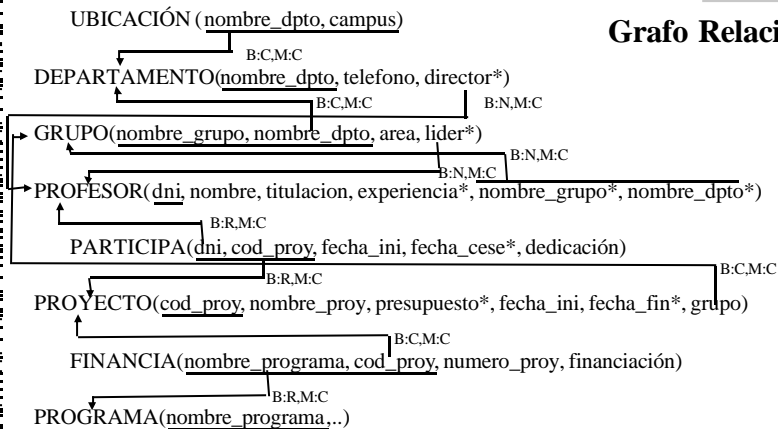 UBICACIÓN (nombre_dpto, campus)
Grafo Relaci
B:C,M:C
DEPARTAMENTO(nombre_dpto, telefono, director*)
B:C,M:C
B:N,M:C
GRUPO(nombre_grupo, nombre_dpto, area, lider*)
B:N,M:C
B:N,M:C
PROFESOR(dni, nombre, titulacion, experiencia*, nombre_grupo*, nombre_dpto*)
B:R,M:C
PARTICIPA(dni, cod_proy, fecha_ini, fecha_cese*, dedicación)
B:C,M:C
B:R,M:C
PROYECTO(cod_proy, nombre_proy, presupuesto*, fecha_ini, fecha_fin*, grupo)
B:C,M:C
FINANCIA(nombre_programa, cod_proy, numero_proy, financiación)
B:R,M:C
PROGRAMA(nombre_programa,..)